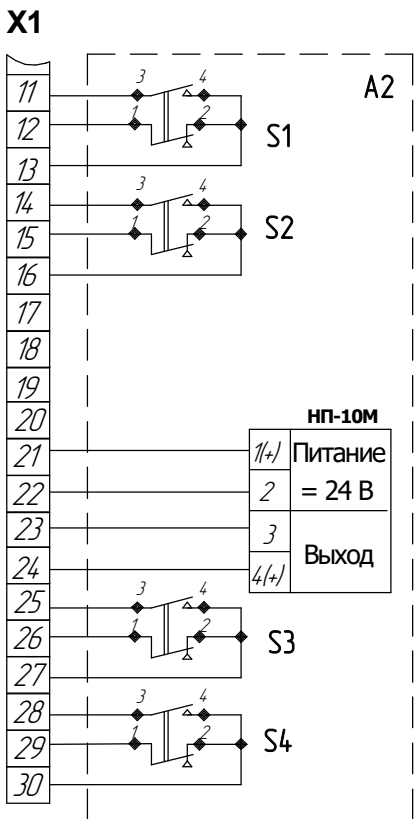 X1
A2
11 3 4
12 1 2 S1
13
14 3 4
15 1 2 S2
16
17
18
19
20 НП-10М
21 1(+) Питание
22 2 = 24 В
23 3
24 4(+) Выход
25 3 4
26 1 2 S3
27
28 3 4
29 1 2 S4
30